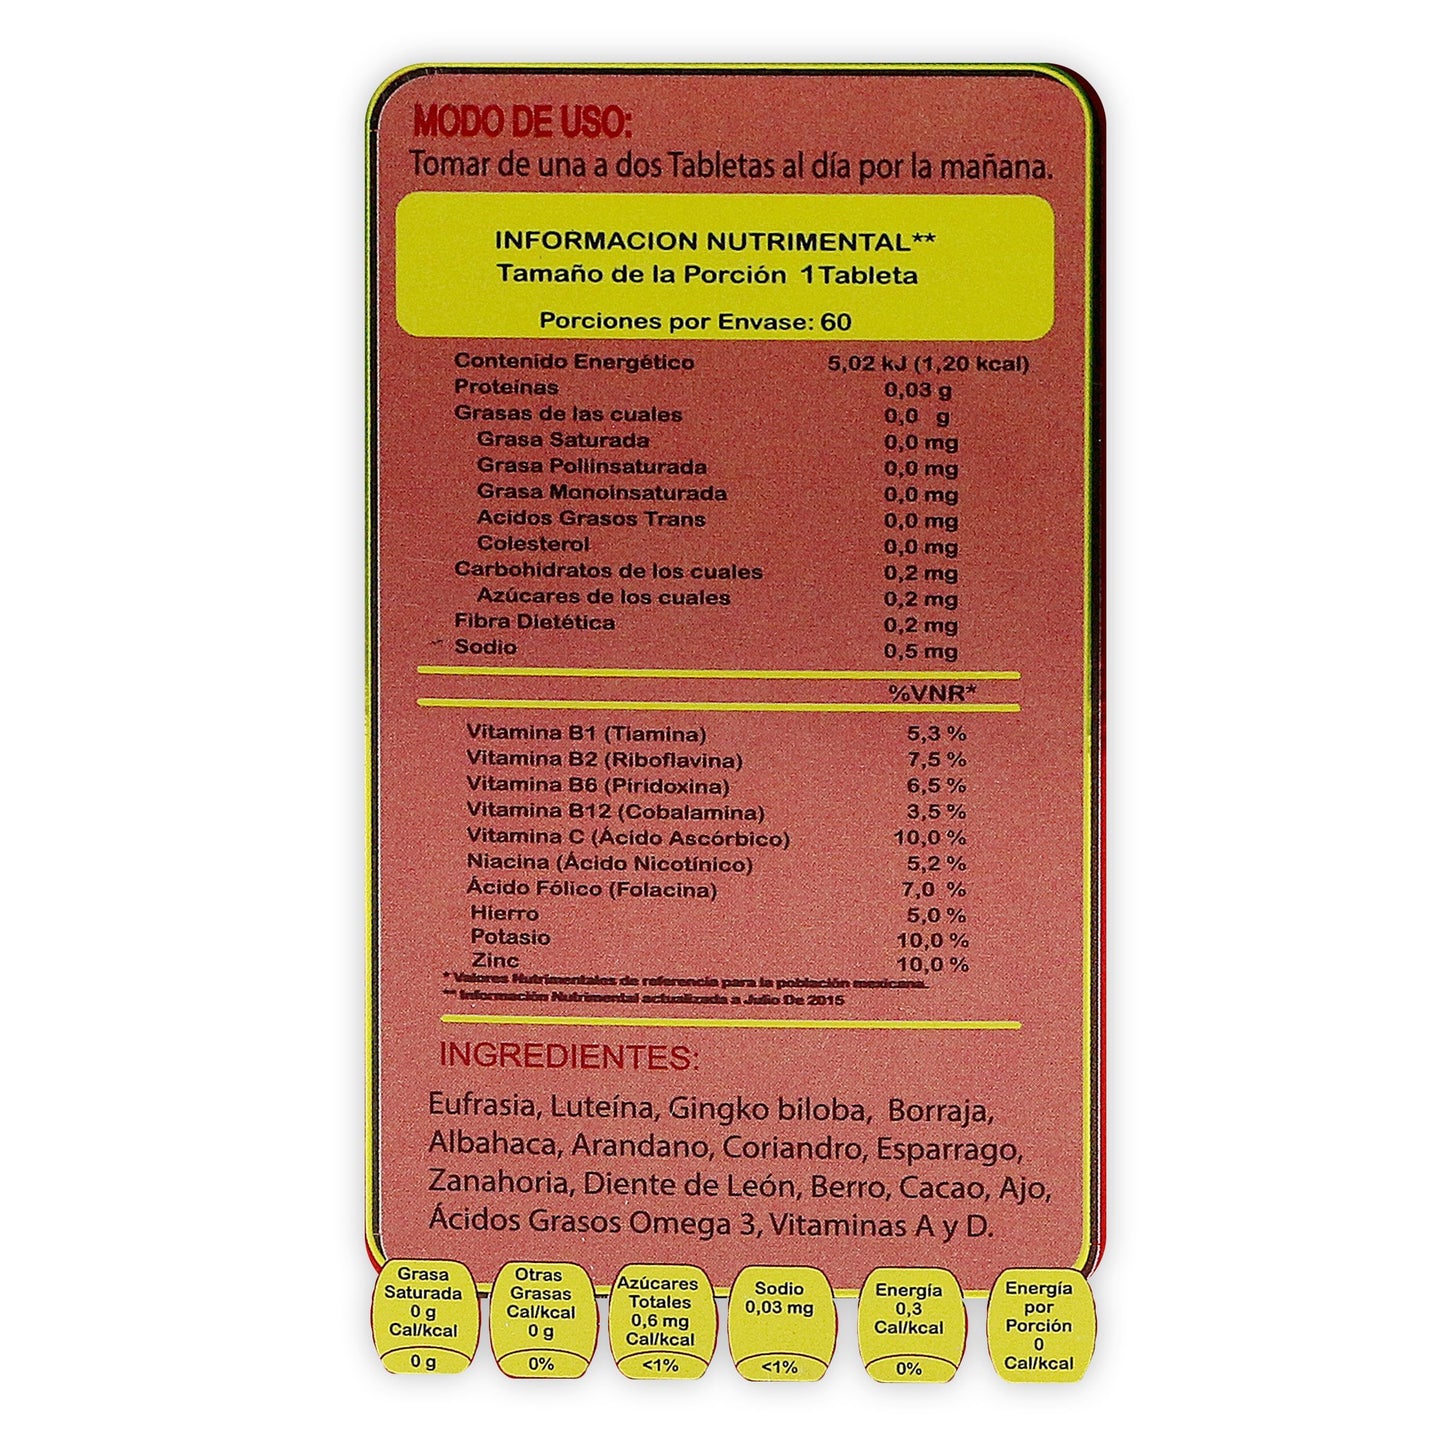 MODO DE USO:
Tomar de una a dos Tabletas al día por la mañana.
INFORMACION NUTRIMENTAL**
Tamaño de la Porción 1 Tableta
Porciones por Envase: 60
Contenido Energético 5,02 kJ (1,20 kcal)
Proteínas 0,03 g
Grasas de las cuales 0,0 g
Grasa Saturada 0,0 mg
Grasa Poliinsaturada 0,0 mg
Grasa Monoinsaturada 0,0 mg
Acidos Grasos Trans 0,0 mg
Colesterol 0,0 mg
Carbohidratos de los cuales 0,2 mg
Azúcares de los cuales 0,2 mg
Fibra Dietética 0,2 mg
Sodio 0,5 mg
%VNR*
Vitamina B1 (Tiamina) 5,3 %
Vitamina B2 (Riboflavina) 7,5 %
Vitamina B6 (Piridoxina) 6,5 %
Vitamina B12 (Cobalamina) 3,5 %
Vitamina C (Ácido Ascórbico) 10,0 %
Niacina (Ácido Nicotínico) 5,2 %
Ácido Fólico (Folacina) 7,0 %
Hierro 5,0 %
Potasio 10,0 %
Zinc 10,0 %
* Valores Nutrimentales de referencia para la población mexicana.
** Información Nutrimental actualizada a Julio De 2015
INGREDIENTES:
Eufrasia, Luteína, Gingko biloba, Borraja,
Albahaca, Arandano, Coriandro, Esparrago,
Zanahoria, Diente de León, Berro, Cacao, Ajo,
Ácidos Grasos Omega 3, Vitaminas A y D.
Grasa
Saturada
0 g
Cal/kcal
0 g
Otras
Grasas
Cal/kcal
0 g
0%
Azúcares
Totales
0,6 mg
Cal/kcal
<1%
Sodio
0,03 mg
<1%
Energía
0,3
Cal/kcal
0%
Energía
por
Porción
0
Cal/kcal